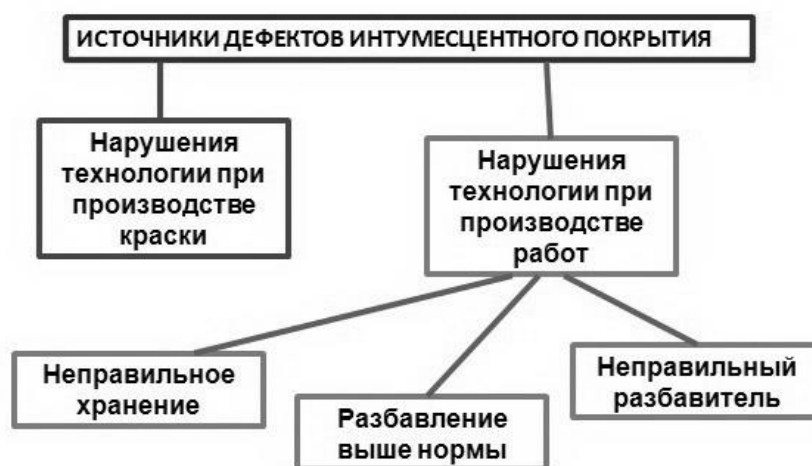 ИСТОЧНИКИ ДЕФЕКТОВ ИНТУМЕСЦЕНТНОГО ПОКРЫТИЯ
Нарушения
технологии при
производстве
краски
Нарушения
технологии при
производстве
работ
Неправильное
хранение
Разбавление
выше нормы
Неправильный
разбавитель